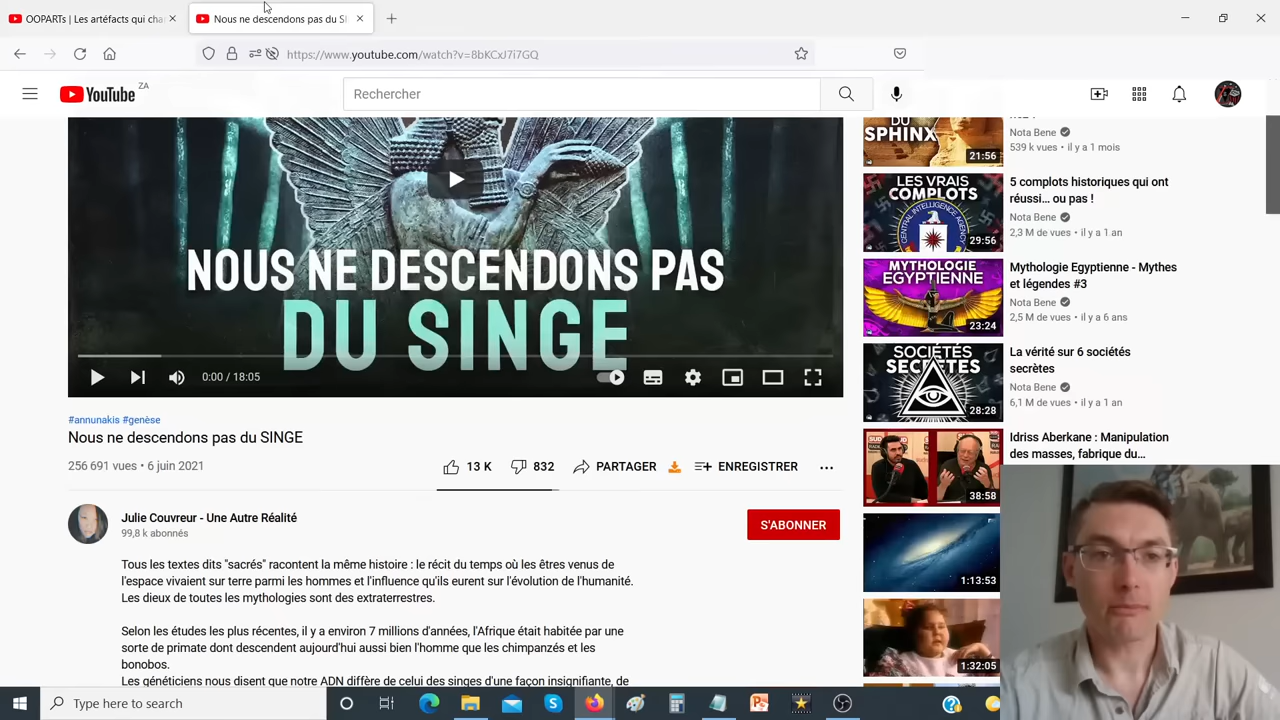 OOPARTs | Les artéfacts qui cha
Nous ne descendons pas du SI
https://www.youtube.com/watch?v=8bKCxJ7i7GQ
YouTube ZA
Rechercher
NOUS NE DESCENDONS PAS
DU SINGE
0:00 / 18:05
#annunakis #genèse
Nous ne descendons pas du SINGE
256 691 vues • 6 juin 2021
13 K
832
PARTAGER
ENREGISTRER
Julie Couvreur - Une Autre Réalité
99,8 k abonnés
S'ABONNER
Tous les textes dits "sacrés" racontent la même histoire : le récit du temps où les êtres venus de
l'espace vivaient sur terre parmi les hommes et l'influence qu'ils eurent sur l'évolution de l'humanité.
Les dieux de toutes les mythologies sont des extraterrestres.
Selon les études les plus récentes, il y a environ 7 millions d'années, l'Afrique était habitée par une
sorte de primate dont descendent aujourd'hui aussi bien l'homme que les chimpanzés et les
bonobos.
Les généticiens nous disent que notre ADN diffère de celui des singes d'une façon insignifiante, de
DU
SPHINX
21:56
Nota Bene
539 k vues • il y a 1 mois
LES VRAIS
COMPLOTS
CENTRAL INTELLIGENCE AGENCY
29:56
5 complots historiques qui ont
réussi... ou pas !
Nota Bene
2,3 M de vues • il y a 1 an
MYTHOLOGIE
EGYPTIENNE
23:24
Mythologie Egyptienne - Mythes
et légendes #3
Nota Bene
2,5 M de vues • il y a 6 ans
SOCIÉTÉS
SECRÈTES
28:28
La vérité sur 6 sociétés
secrètes
Nota Bene
6,1 M de vues • il y a 1 an
38:58
Idriss Aberkane : Manipulation
des masses, fabrique du...
1:13:53
1:32:05
Type here to search